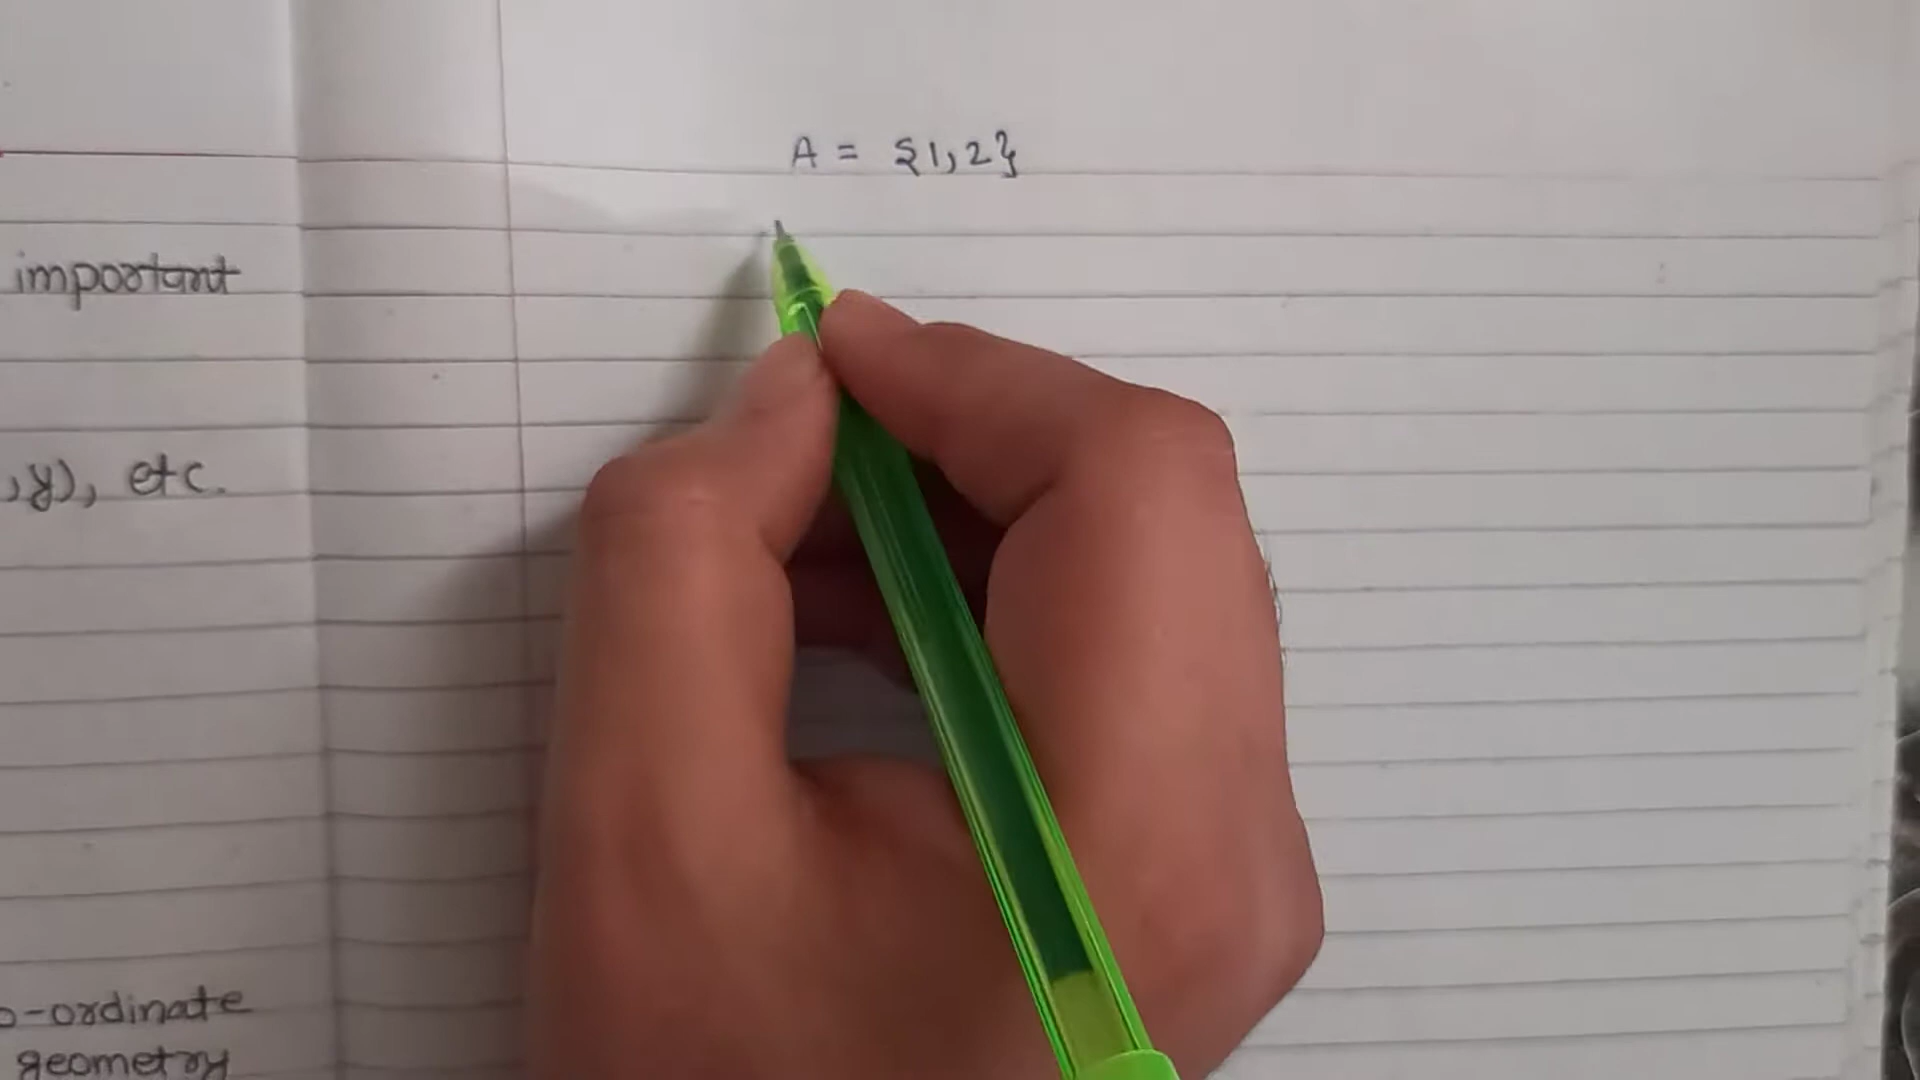 A = {1,2}
important
,y), etc.
o-ordinate
geometry